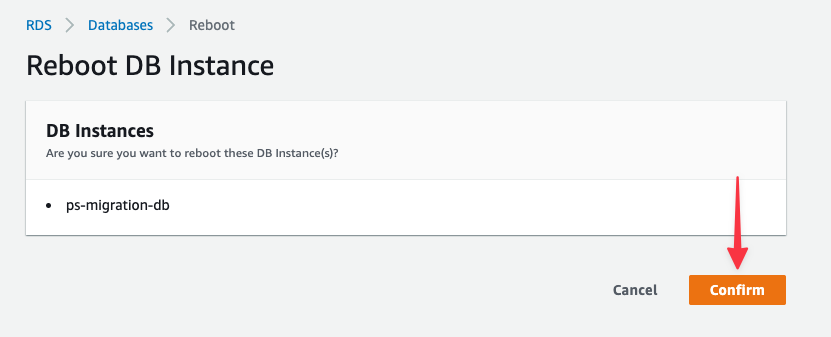 RDS > Databases > Reboot
Reboot DB Instance
DB Instances
Are you sure you want to reboot these DB Instance(s)?
• ps-migration-db
Cancel Confirm